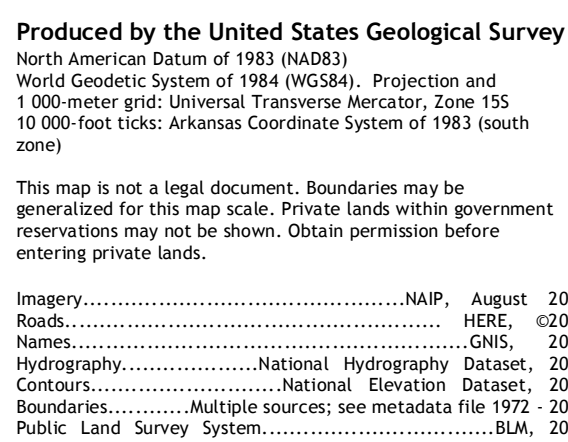 Produced by the United States Geological Survey
North American Datum of 1983 (NAD83)
World Geodetic System of 1984 (WGS84). Projection and
1 000-meter grid: Universal Transverse Mercator, Zone 15S
10 000-foot ticks: Arkansas Coordinate System of 1983 (south
zone)
This map is not a legal document. Boundaries may be
generalized for this map scale. Private lands within government
reservations may not be shown. Obtain permission before
entering private lands.
Imagery...............................................NAIP, August 20
Roads....................................................... HERE, ©20
Names..........................................................GNIS, 20
Hydrography....................National Hydrography Dataset, 20
Contours............................National Elevation Dataset, 20
Boundaries............Multiple sources; see metadata file 1972 - 20
Public Land Survey System..................................BLM, 20